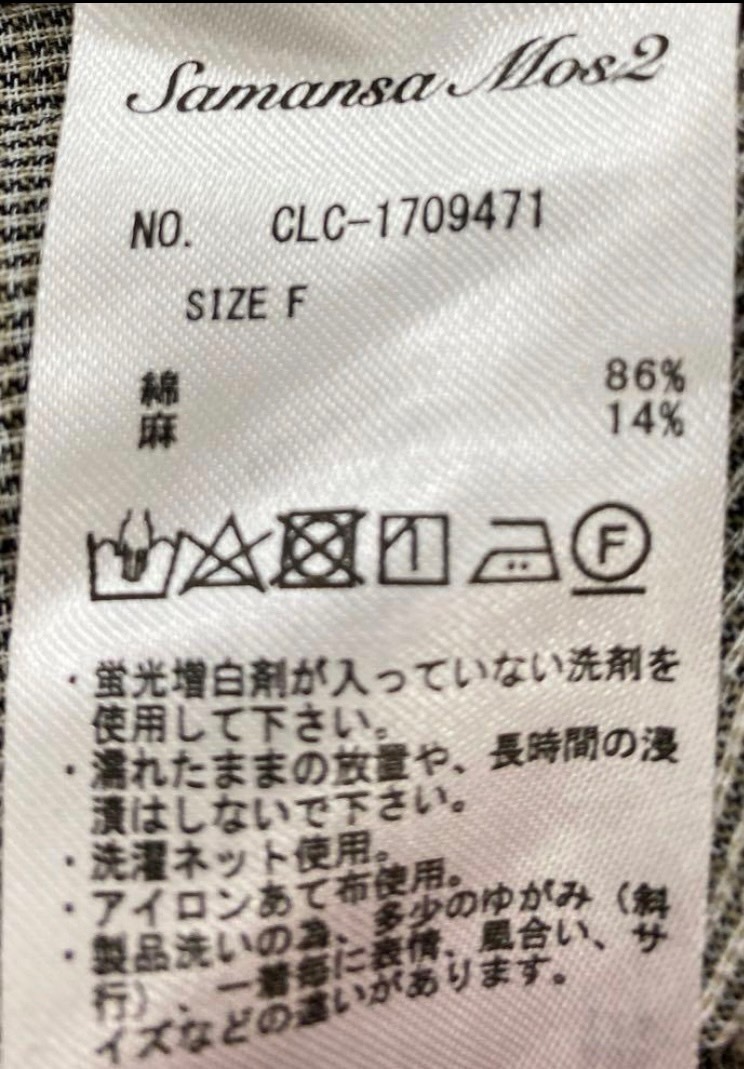 Samansa Mos2
NO. CLC-1709471
SIZE F
綿 86%
麻 14%
F
・蛍光増白剤が入っていない洗剤を
使用して下さい。
・濡れたままの放置や、長時間の浸
漬はしないで下さい。
・洗濯ネット使用。
・アイロンあて布使用。
・製品洗いの為、多少のゆがみ（斜
行）、一着毎に表情、風合い、サ
イズなどの違いがあります。